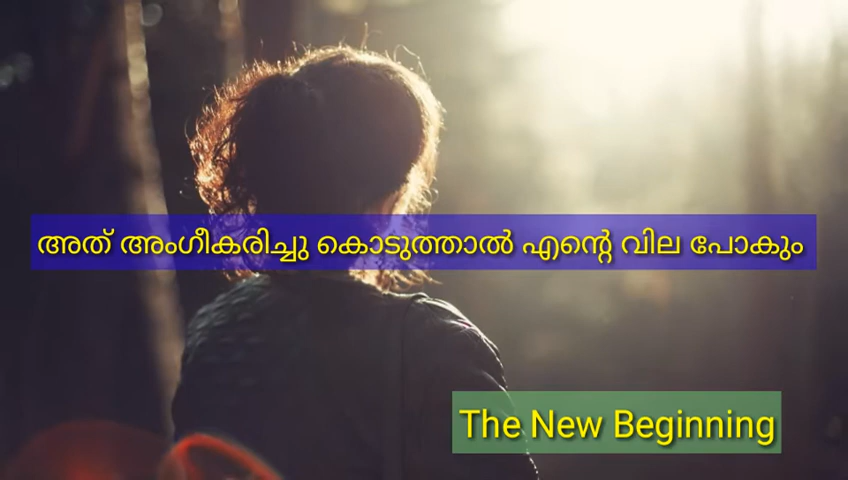 അത് അംഗീകരിച്ചു കൊടുത്താൽ എന്റെ വില പോകും
The New Beginning